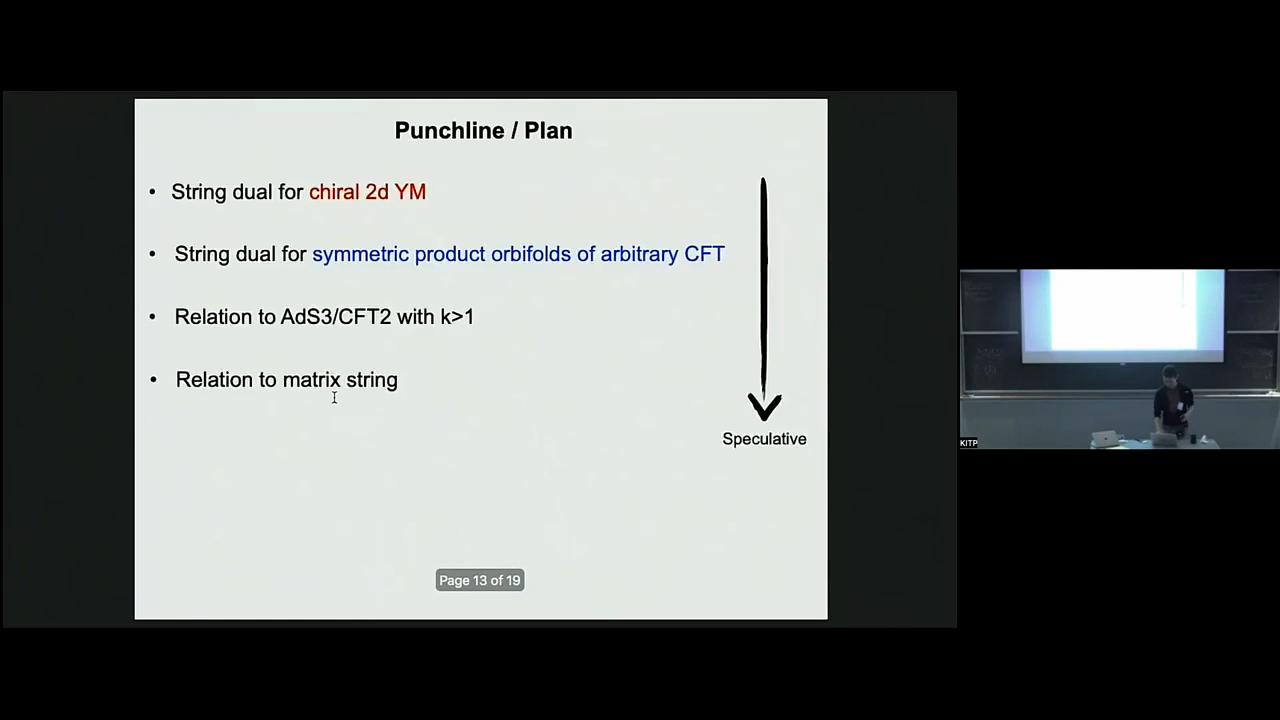 Punchline / Plan
• String dual for chiral 2d YM
• String dual for symmetric product orbifolds of arbitrary CFT
• Relation to AdS3/CFT2 with k>1
• Relation to matrix string
Speculative
Page 13 of 19
KITP